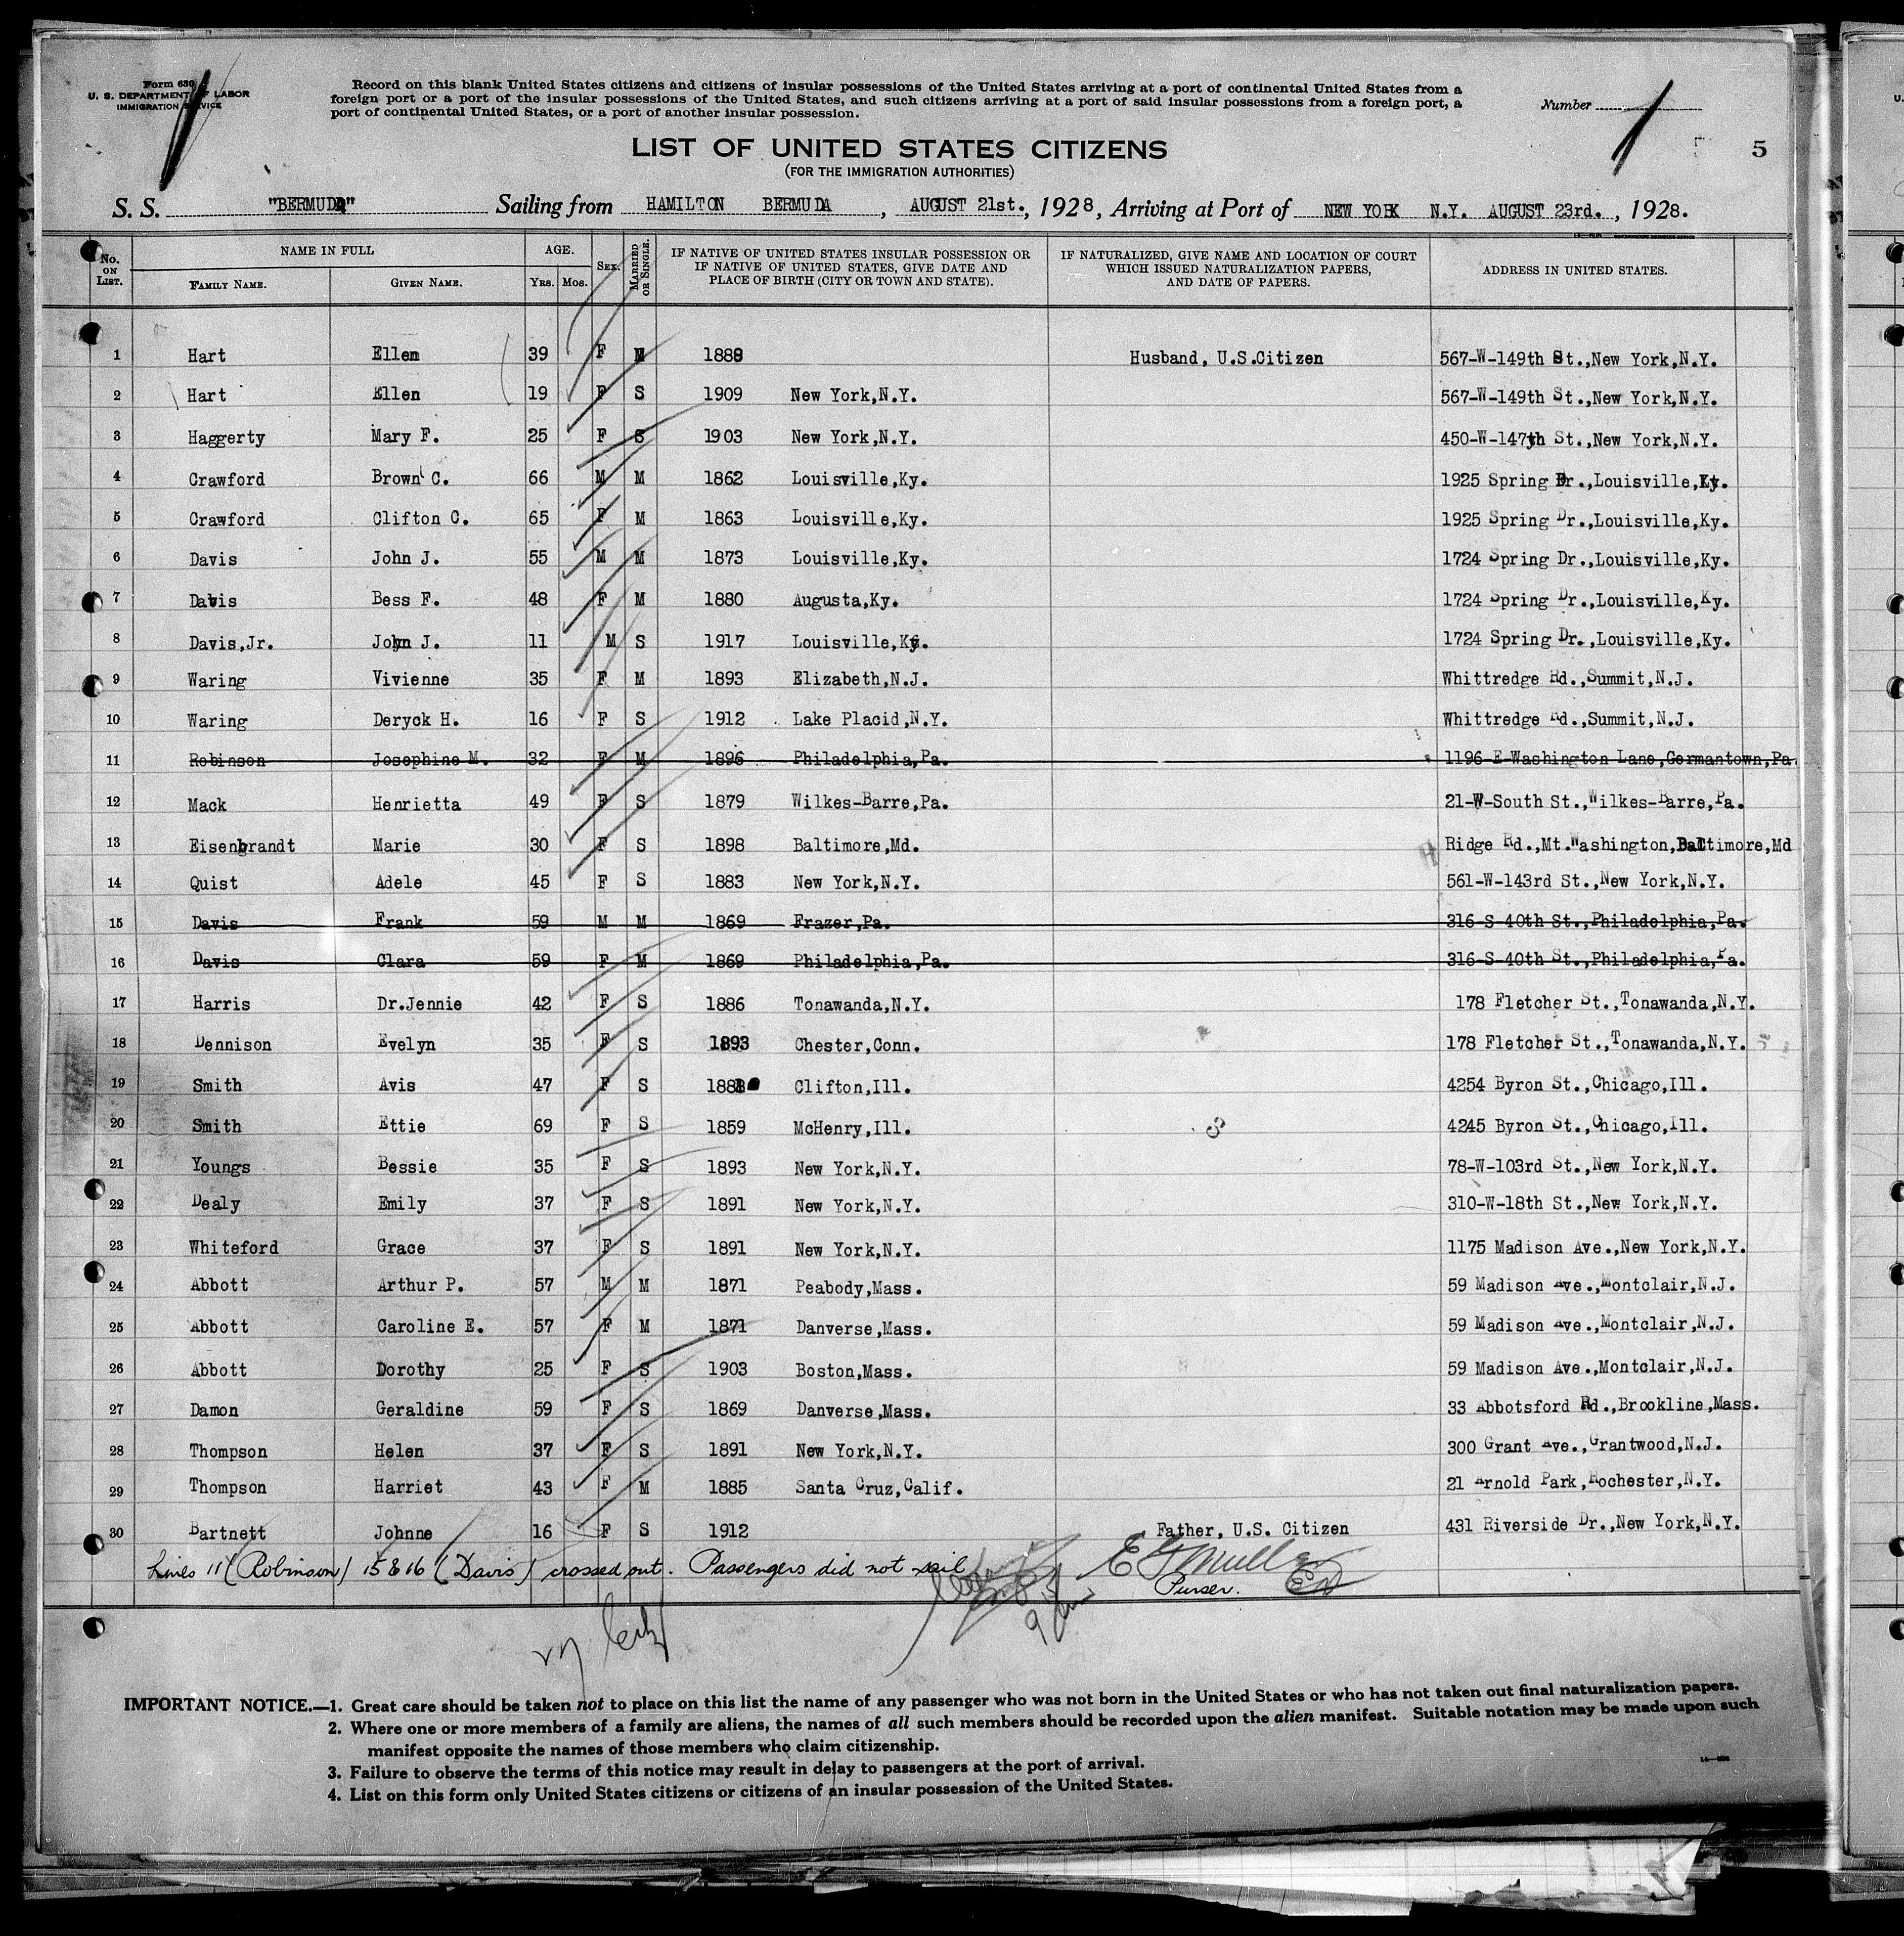 Form 630
U. S. DEPARTMENT OF LABOR
IMMIGRATION SERVICE
Record on this blank United States citizens and citizens of insular possessions of the United States arriving at a port of continental United States from a
foreign port or a port of the insular possessions of the United States, and such citizens arriving at a port of said insular possessions from a foreign port, a
port of continental United States, or a port of another insular possession.
Number
5
LIST OF UNITED STATES CITIZENS
(FOR THE IMMIGRATION AUTHORITIES)
S. S. "BERMUDA" Sailing from HAMILTON BERMUDA, AUGUST 21st., 1928, Arriving at Port of NEW YORK N.Y. AUGUST 23rd., 1928.
No. ON LIST. NAME IN FULL FAMILY NAME. GIVEN NAME. AGE. YRS. MOS. SEX. MARRIED OR SINGLE. IF NATIVE OF UNITED STATES INSULAR POSSESSION OR IF NATIVE OF UNITED STATES, GIVE DATE AND PLACE OF BIRTH (CITY OR TOWN AND STATE). IF NATURALIZED, GIVE NAME AND LOCATION OF COURT WHICH ISSUED NATURALIZATION PAPERS, AND DATE OF PAPERS. ADDRESS IN UNITED STATES.
1 Hart Ellen 39 F M 1889 Husband, U.S.Citizen 567-W-149th St.,New York,N.Y.
2 Hart Ellen 19 F S 1909 New York,N.Y. 567-W-149th St.,New York,N.Y.
3 Haggerty Mary F. 25 F S 1903 New York,N.Y. 450-W-147th St.,New York,N.Y.
4 Crawford Brown C. 66 M M 1862 Louisville,Ky. 1925 Spring Dr.,Louisville,Ky.
5 Crawford Clifton C. 65 F M 1863 Louisville,Ky. 1925 Spring Dr.,Louisville,Ky.
6 Davis John J. 55 M M 1873 Louisville,Ky. 1724 Spring Dr.,Louisville,Ky.
7 Davis Bess F. 48 F M 1880 Augusta,Ky. 1724 Spring Dr.,Louisville,Ky.
8 Davis,Jr. John J. 11 M S 1917 Louisville,Ky. 1724 Spring Dr.,Louisville,Ky.
9 Waring Vivienne 35 F M 1893 Elizabeth,N.J. Whittredge Rd.,Summit,N.J.
10 Waring Deryck H. 16 F S 1912 Lake Placid,N.Y. Whittredge Rd.,Summit,N.J.
11 Robinson Josephine M. 32 F M 1896 Philadelphia,Pa. 1196-E-Washington Lane,Germantown,Pa.
12 Mack Henrietta 49 F S 1879 Wilkes-Barre,Pa. 21-W-South St.,Wilkes-Barre,Pa.
13 Eisenbrandt Marie 30 F S 1898 Baltimore,Md. Ridge Rd.,Mt.Washington,Baltimore,Md
14 Quist Adele 45 F S 1883 New York,N.Y. 561-W-143rd St.,New York,N.Y.
15 Davis Frank 59 M M 1869 Frazer,Pa. 316-S-40th St.,Philadelphia,Pa.
16 Davis Clara 59 F M 1869 Philadelphia,Pa. 316-S-40th St.,Philadelphia,Pa.
17 Harris Dr.Jennie 42 F S 1886 Tonawanda,N.Y. 178 Fletcher St.,Tonawanda,N.Y.
18 Dennison Evelyn 35 F S 1893 Chester,Conn. 178 Fletcher St.,Tonawanda,N.Y.
19 Smith Avis 47 F S 1881 Clifton,Ill. 4254 Byron St.,Chicago,Ill.
20 Smith Ettie 69 F S 1859 McHenry,Ill. 4245 Byron St.,Chicago,Ill.
21 Youngs Bessie 35 F S 1893 New York,N.Y. 78-W-103rd St.,New York,N.Y.
22 Dealy Emily 37 F S 1891 New York,N.Y. 310-W-18th St.,New York,N.Y.
23 Whiteford Grace 37 F S 1891 New York,N.Y. 1175 Madison Ave.,New York,N.Y.
24 Abbott Arthur P. 57 M M 1871 Peabody,Mass. 59 Madison Ave.,Montclair,N.J.
25 Abbott Caroline E. 57 F M 1871 Danverse,Mass. 59 Madison Ave.,Montclair,N.J.
26 Abbott Dorothy 25 F S 1903 Boston,Mass. 59 Madison Ave.,Montclair,N.J.
27 Damon Geraldine 59 F S 1869 Danverse,Mass. 33 Abbotsford Rd.,Brookline,Mass.
28 Thompson Helen 37 F S 1891 New York,N.Y. 300 Grant Ave.,Grantwood,N.J.
29 Thompson Harriet 43 F M 1885 Santa Cruz,Calif. 21 Arnold Park,Rochester,N.Y.
30 Bartnett Johnne 16 F S 1912 Father, U.S. Citizen 431 Riverside Dr.,New York,N.Y.
Lines 11 (Robinson) 15 & 16 (Davis) crossed out. Passengers did not sail
Purser.
IMPORTANT NOTICE.—1. Great care should be taken not to place on this list the name of any passenger who was not born in the United States or who has not taken out final naturalization papers.
2. Where one or more members of a family are aliens, the names of all such members should be recorded upon the alien manifest. Suitable notation may be made upon such
manifest opposite the names of those members who claim citizenship.
3. Failure to observe the terms of this notice may result in delay to passengers at the port of arrival.
4. List on this form only United States citizens or citizens of an insular possession of the United States.